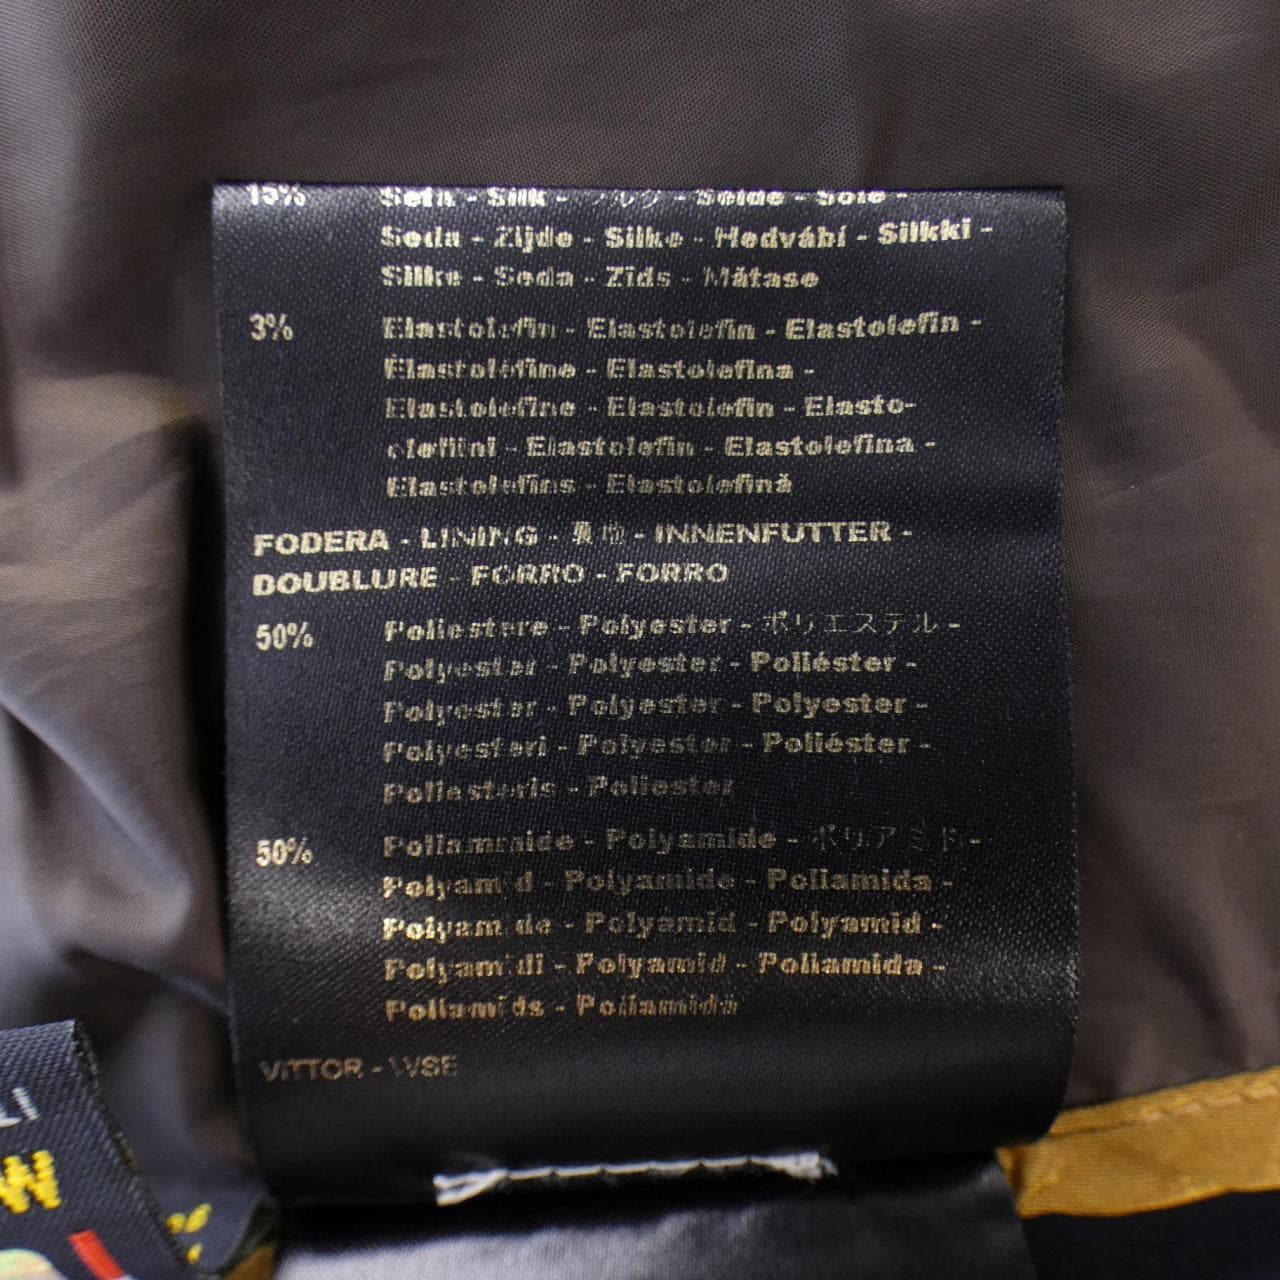 15% Seta - Silk - シルク - Seide - Soie -
Seda - Zijde - Silke - Hedvábí - Silkki -
Silke - Seda - Zids - Mătase
3% Elastolefin - Elastolefin - Elastolefin -
Élastoléfine - Elastolefina -
Elastolefine - Elastolefin - Elasto-
olefiini - Elastolefin - Elastolefina -
Elastolefins - Elastolefină
FODERA - LINING - 裏地 - INNENFUTTER -
DOUBLURE - FORRO - FORRO
50% Poliestere - Polyester - ポリエステル -
Polyester - Polyester - Poliéster -
Polyester - Polyester - Polyester -
Polyesteri - Polyester - Poliéster -
Poliesteris - Poliester
50% Poliammide - Polyamide - ポリアミド -
Polyamid - Polyamide - Poliamida -
Polyamide - Polyamid - Polyamid -
Polyamidi - Polyamid - Poliamida -
Poliamīds - Poliamidă
VITTOR - WSE